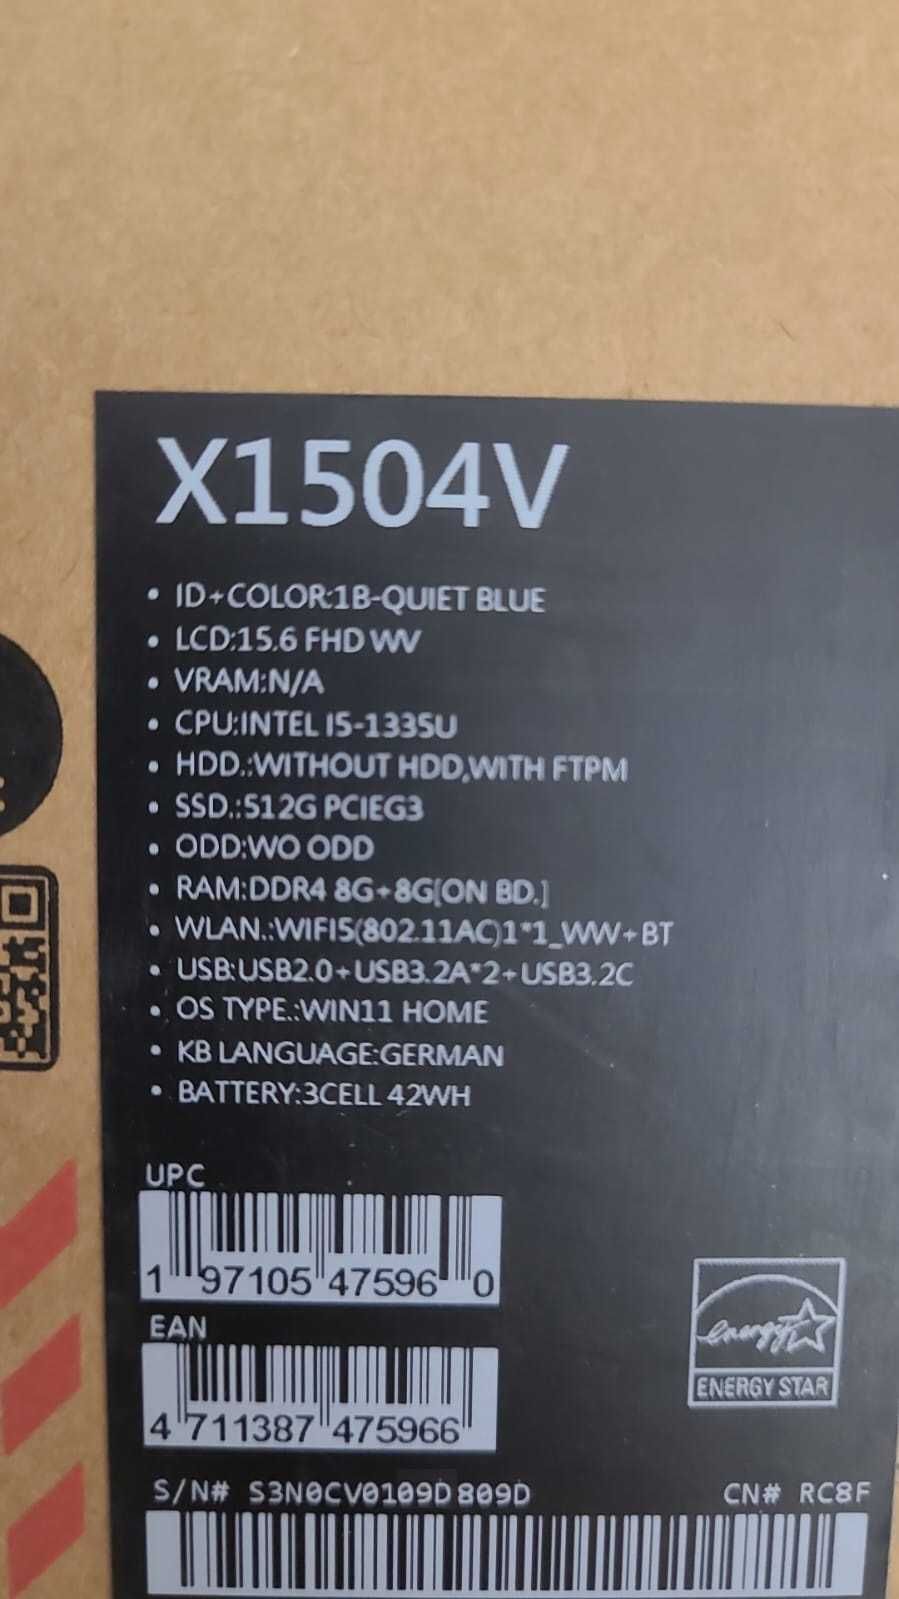 X1504V
• ID+COLOR:1B-QUIET BLUE
• LCD:15.6 FHD WV
• VRAM:N/A
• CPU:INTEL I5-1335U
• HDD.:WITHOUT HDD,WITH FTPM
• SSD.:512G PCIEG3
• ODD:WO ODD
• RAM:DDR4 8G+8G[ON BD.]
• WLAN.:WIFI5(802.11AC)1*1_WW+BT
• USB:USB2.0+USB3.2A*2+USB3.2C
• OS TYPE.:WIN11 HOME
• KB LANGUAGE:GERMAN
• BATTERY:3CELL 42WH
UPC
1 97105 47596 0
EAN
4 711387 475966
energy
ENERGY STAR
S/N# S3N0CV0109D809D CN# RC8F